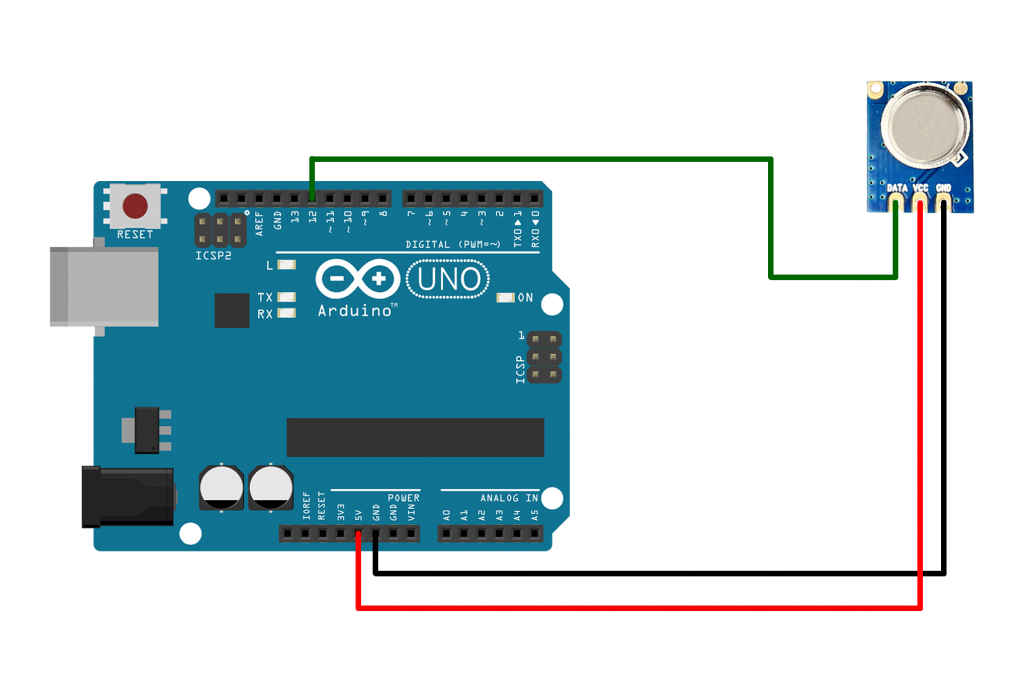 DATA VCC GND
RESET
ICSP2
AREF
GND
13
12
~11
~10
~9
8
7
~6
~5
4
~3
2
TX0▶1
RX0◀0
DIGITAL (PWM=~)
L
TX
RX
UNO
Arduino™
ON
1
ICSP
POWER
ANALOG IN
IOREF
RESET
3V3
5V
GND
GND
VIN
A0
A1
A2
A3
A4
A5